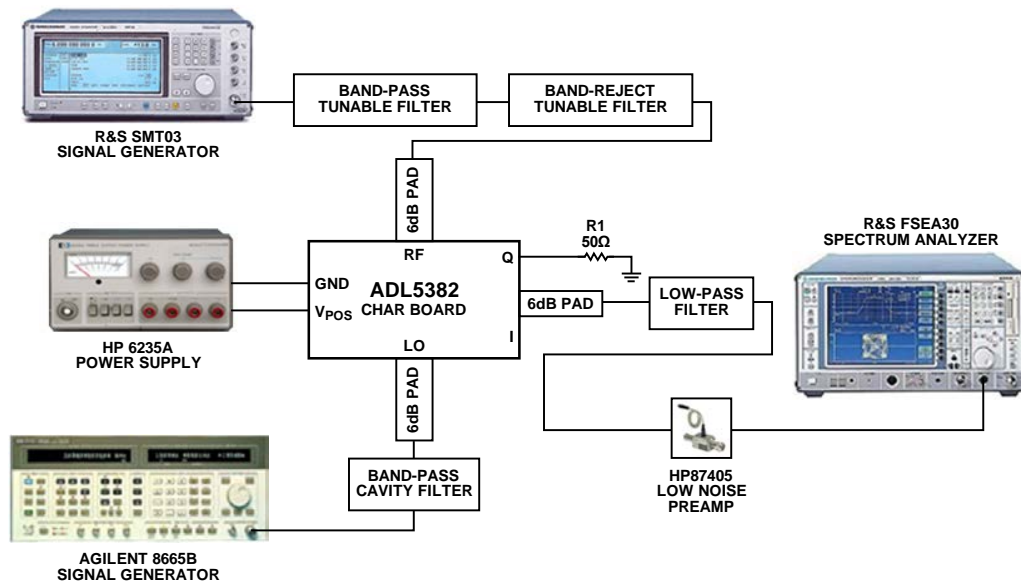 BAND-PASS
TUNABLE FILTER
BAND-REJECT
TUNABLE FILTER
R&S SMT03
SIGNAL GENERATOR
6dB PAD
R1
50Ω
R&S FSEA30
SPECTRUM ANALYZER
RF
Q
GND
ADL5382
CHAR BOARD
VPOS
6dB PAD
LOW-PASS
FILTER
I
LO
HP 6235A
POWER SUPPLY
6dB PAD
BAND-PASS
CAVITY FILTER
HP87405
LOW NOISE
PREAMP
AGILENT 8665B
SIGNAL GENERATOR